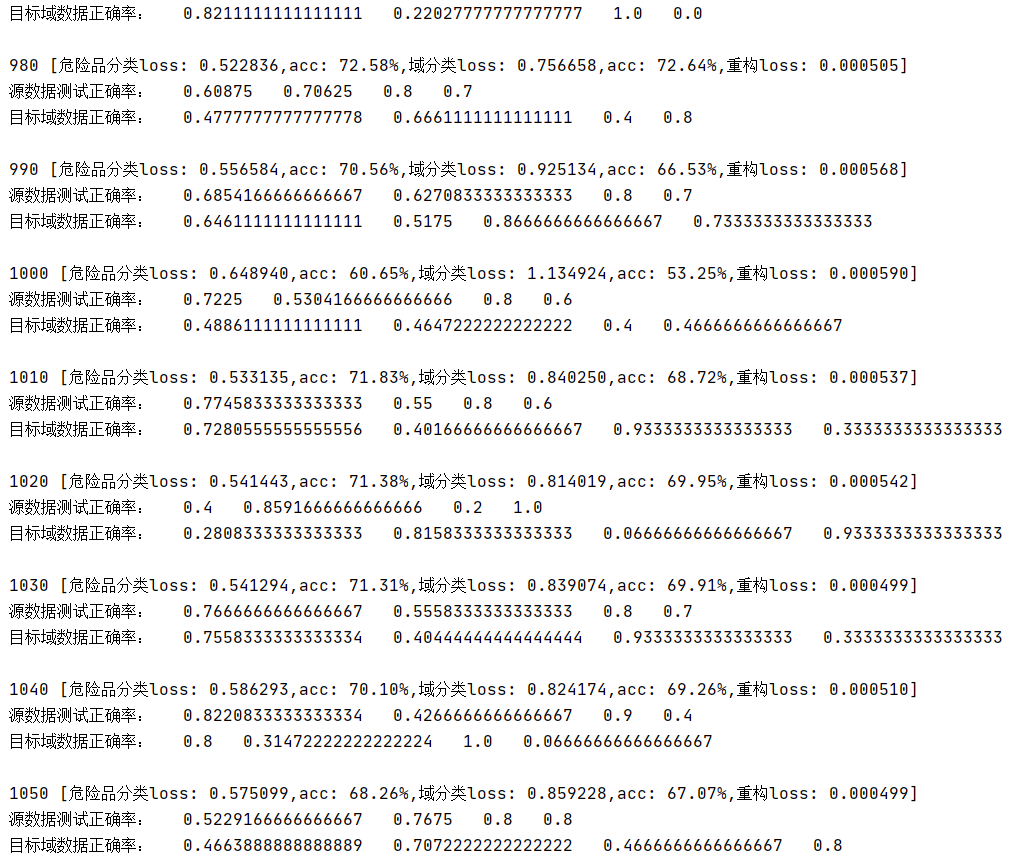 目标域数据正确率:   0.8211111111111111   0.22027777777777777   1.0   0.0
980 [危险品分类loss: 0.522836,acc: 72.58%,域分类loss: 0.756658,acc: 72.64%,重构loss: 0.000505]
源数据测试正确率:   0.60875   0.70625   0.8   0.7
目标域数据正确率:   0.4777777777777778   0.6661111111111111   0.4   0.8
990 [危险品分类loss: 0.556584,acc: 70.56%,域分类loss: 0.925134,acc: 66.53%,重构loss: 0.000568]
源数据测试正确率:   0.6854166666666667   0.6270833333333333   0.8   0.7
目标域数据正确率:   0.6461111111111111   0.5175   0.8666666666666667   0.7333333333333333
1000 [危险品分类loss: 0.648940,acc: 60.65%,域分类loss: 1.134924,acc: 53.25%,重构loss: 0.000590]
源数据测试正确率:   0.7225   0.5304166666666666   0.8   0.6
目标域数据正确率:   0.4886111111111111   0.4647222222222222   0.4   0.4666666666666667
1010 [危险品分类loss: 0.533135,acc: 71.83%,域分类loss: 0.840250,acc: 68.72%,重构loss: 0.000537]
源数据测试正确率:   0.7745833333333333   0.55   0.8   0.6
目标域数据正确率:   0.7280555555555556   0.40166666666666667   0.9333333333333333   0.3333333333333333
1020 [危险品分类loss: 0.541443,acc: 71.38%,域分类loss: 0.814019,acc: 69.95%,重构loss: 0.000542]
源数据测试正确率:   0.4   0.8591666666666666   0.2   1.0
目标域数据正确率:   0.2808333333333333   0.8158333333333333   0.06666666666666667   0.9333333333333333
1030 [危险品分类loss: 0.541294,acc: 71.31%,域分类loss: 0.839074,acc: 69.91%,重构loss: 0.000499]
源数据测试正确率:   0.7666666666666667   0.5558333333333333   0.8   0.7
目标域数据正确率:   0.7558333333333334   0.40444444444444444   0.9333333333333333   0.3333333333333333
1040 [危险品分类loss: 0.586293,acc: 70.10%,域分类loss: 0.824174,acc: 69.26%,重构loss: 0.000510]
源数据测试正确率:   0.8220833333333334   0.4266666666666667   0.9   0.4
目标域数据正确率:   0.8   0.31472222222222224   1.0   0.06666666666666667
1050 [危险品分类loss: 0.575099,acc: 68.26%,域分类loss: 0.859228,acc: 67.07%,重构loss: 0.000499]
源数据测试正确率:   0.5229166666666667   0.7675   0.8   0.8
目标域数据正确率:   0.4663888888888889   0.7072222222222222   0.4666666666666667   0.8